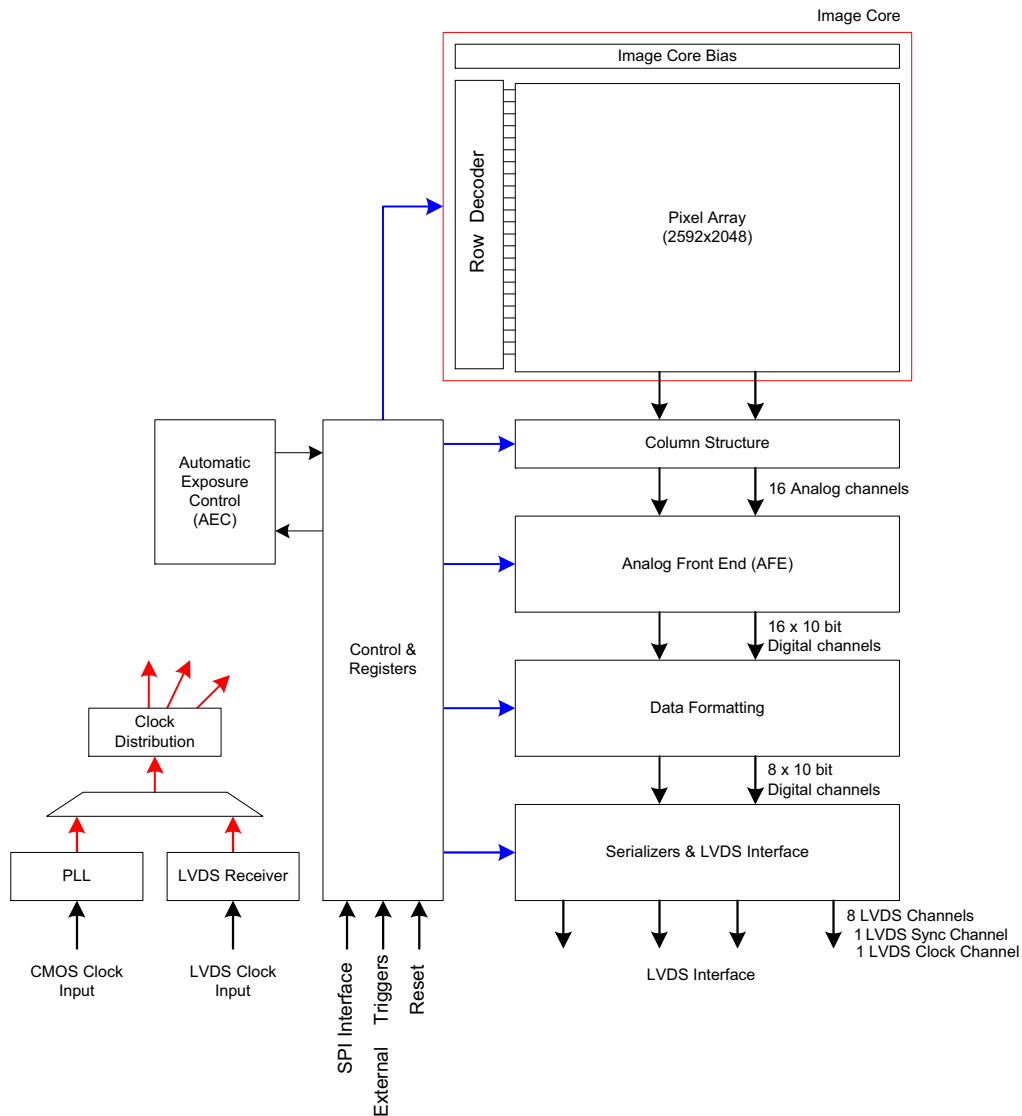 Image Core
Image Core Bias
Row Decoder
Pixel Array
(2592x2048)
Column Structure
16 Analog channels
Automatic
Exposure
Control
(AEC)
Analog Front End (AFE)
16 x 10 bit
Digital channels
Control &
Registers
Data Formatting
Clock
Distribution
8 x 10 bit
Digital channels
Serializers & LVDS Interface
PLL
LVDS Receiver
8 LVDS Channels
1 LVDS Sync Channel
1 LVDS Clock Channel
LVDS Interface
CMOS Clock
Input
LVDS Clock
Input
SPI Interface
External Triggers
Reset